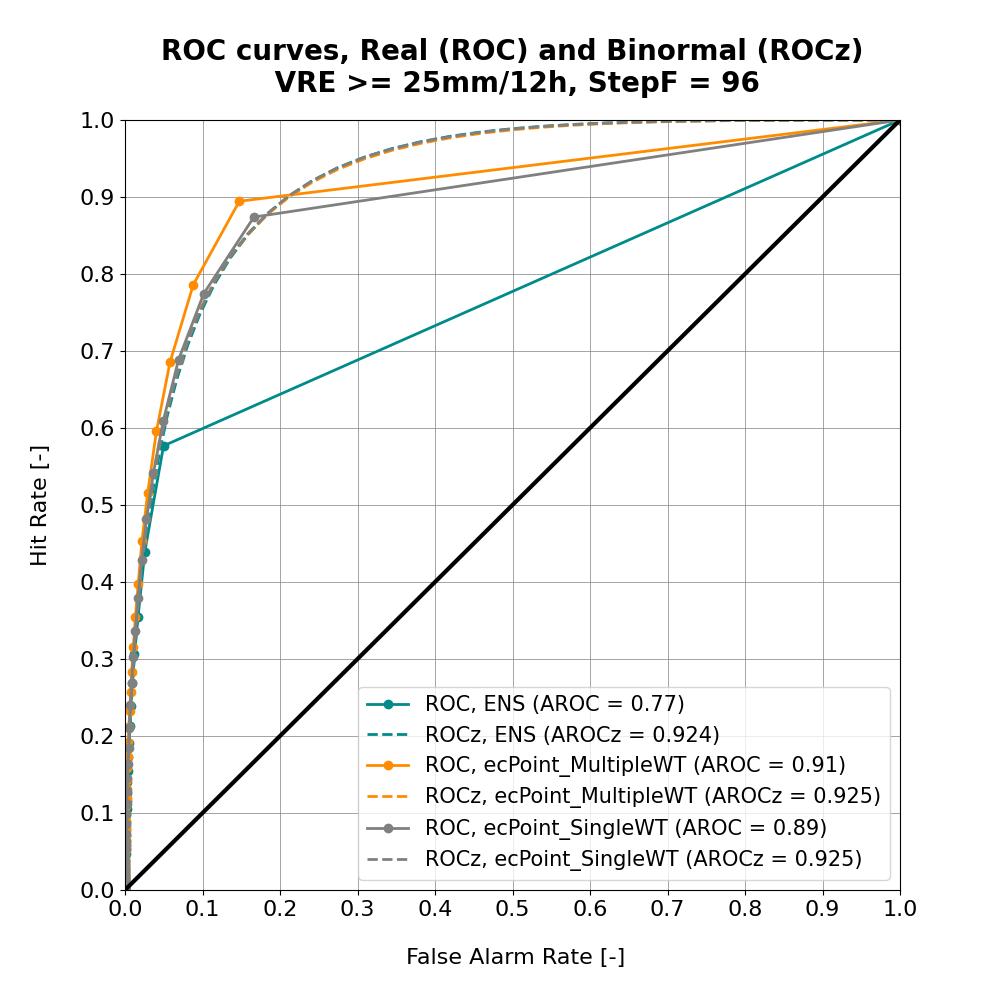 ROC curves, Real (ROC) and Binormal (ROCz)
VRE >= 25mm/12h, StepF = 96
1.0
0.9
0.8
0.7
0.6
0.5
0.4
0.3
0.2
0.1
0.0
Hit Rate [-]
ROC, ENS (AROC = 0.77)
ROCz, ENS (AROCz = 0.924)
ROC, ecPoint_MultipleWT (AROC = 0.91)
ROCz, ecPoint_MultipleWT (AROCz = 0.925)
ROC, ecPoint_SingleWT (AROC = 0.89)
ROCz, ecPoint_SingleWT (AROCz = 0.925)
0.0 0.1 0.2 0.3 0.4 0.5 0.6 0.7 0.8 0.9 1.0
False Alarm Rate [-]